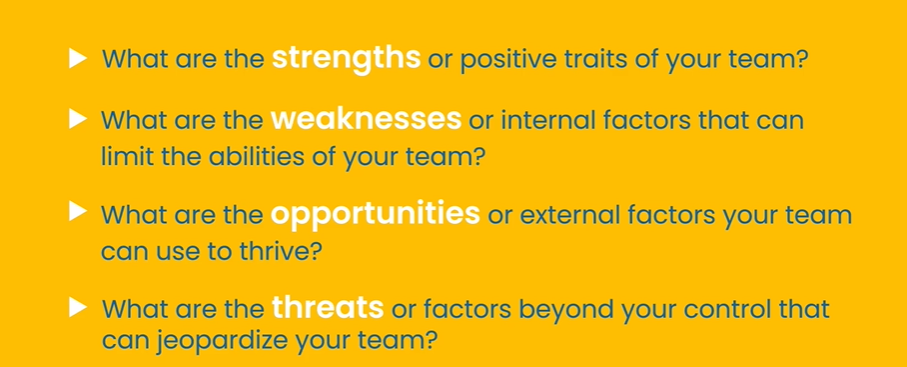 What are the strengths or positive traits of your team?
What are the weaknesses or internal factors that can
limit the abilities of your team?
What are the opportunities or external factors your team
can use to thrive?
What are the threats or factors beyond your control that
can jeopardize your team?